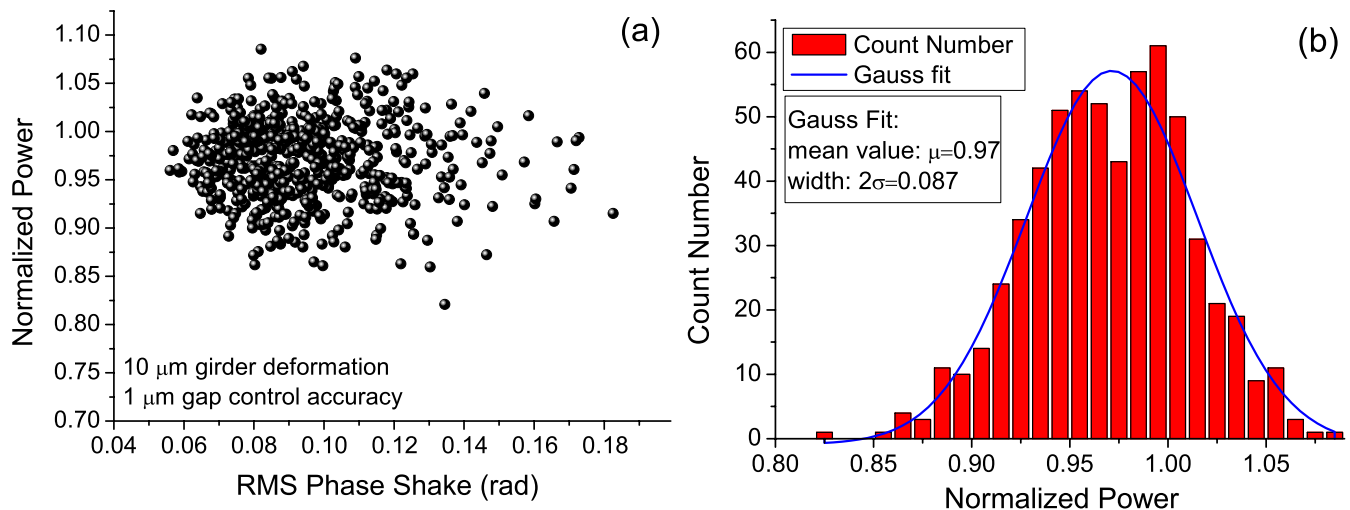 (a)
1.10
1.05
1.00
0.95
0.90
0.85
0.80
0.75
0.70
Normalized Power
10 μm girder deformation
1 μm gap control accuracy
0.04 0.06 0.08 0.10 0.12 0.14 0.16 0.18
RMS Phase Shake (rad)
(b)
Count Number
Gauss fit
Gauss Fit:
mean value: μ=0.97
width: 2σ=0.087
60
50
40
30
20
10
0
Count Number
0.80 0.85 0.90 0.95 1.00 1.05
Normalized Power